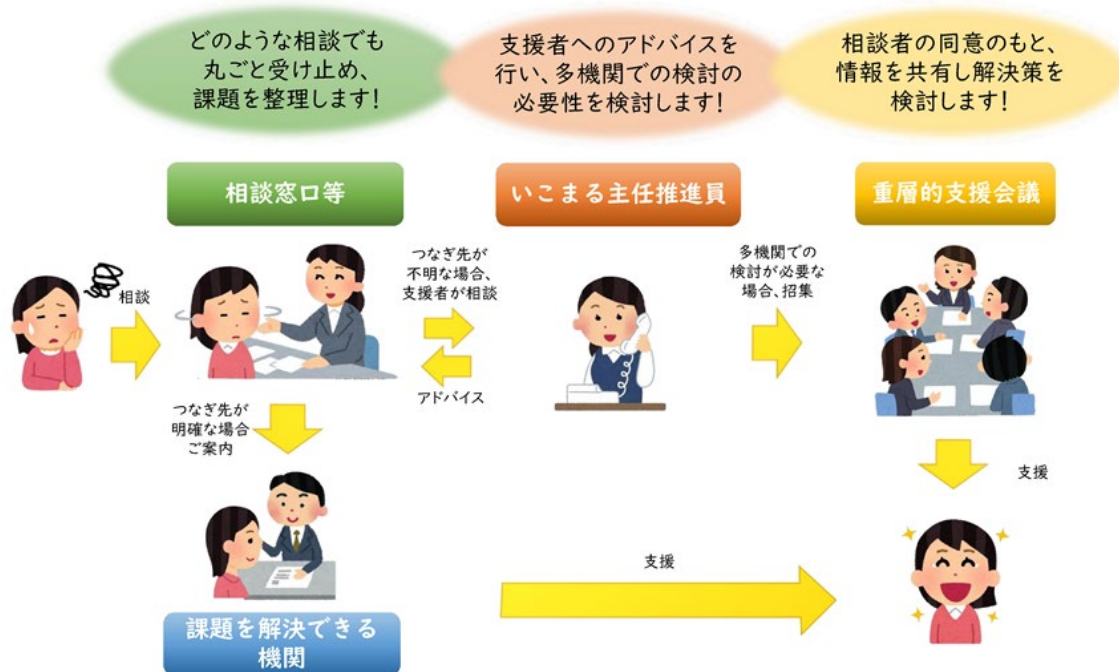 どのような相談でも
丸ごと受け止め、
課題を整理します！
支援者へのアドバイスを
行い、多機関での検討の
必要性を検討します！
相談者の同意のもと、
情報を共有し解決策を
検討します！
相談窓口等
いこまる主任推進員
重層的支援会議
相談
つなぎ先が
不明な場合、
支援者が相談
アドバイス
多機関での
検討が必要な
場合、招集
つなぎ先が
明確な場合
ご案内
支援
課題を解決できる
機関
支援